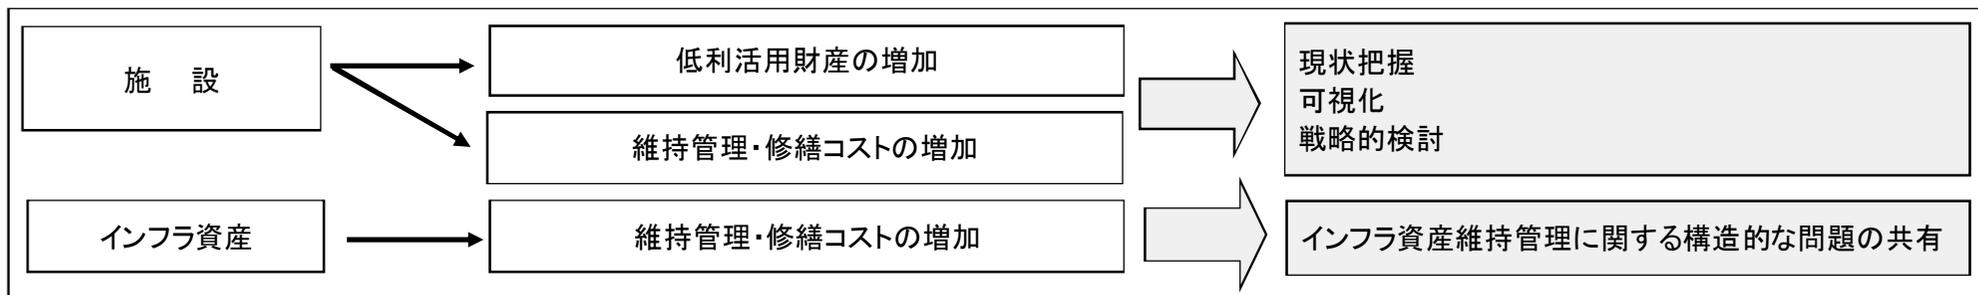 施　設
低利活用財産の増加
維持管理・修繕コストの増加
現状把握
可視化
戦略的検討
インフラ資産
維持管理・修繕コストの増加
インフラ資産維持管理に関する構造的な問題の共有